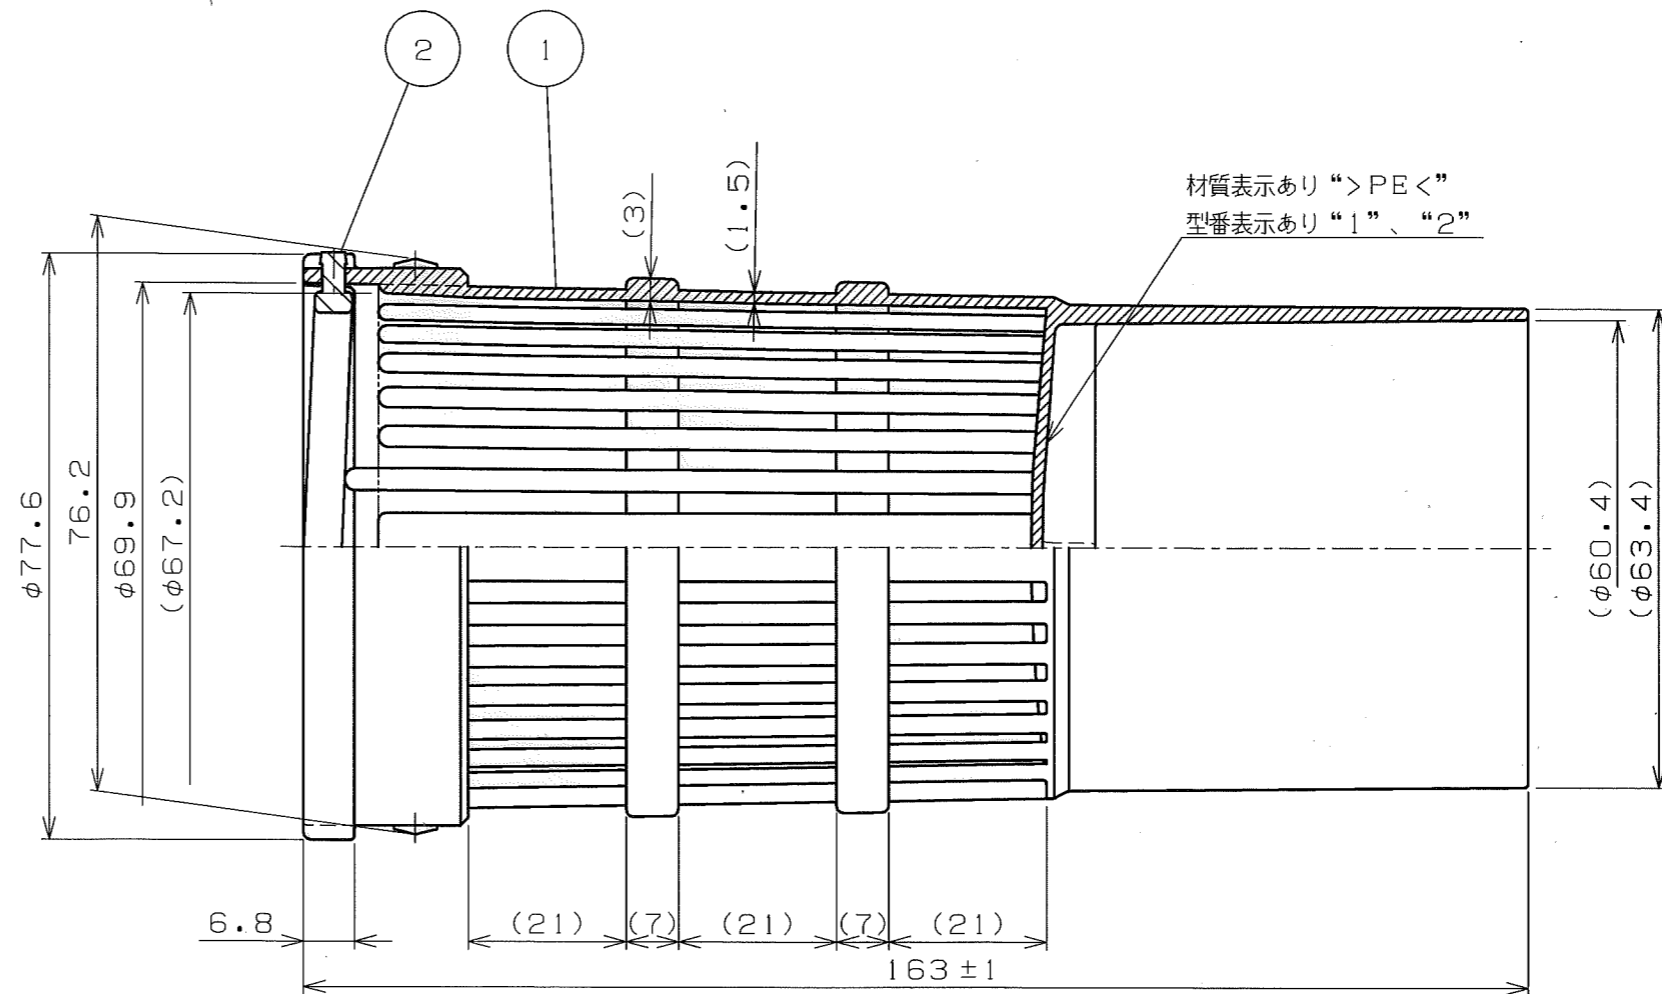 2
1
(3)
(1.5)
材質表示あり “>PE<”
型番表示あり “1”、“2”
φ77.6
76.2
φ69.9
(φ67.2)
(φ60.4)
(φ63.4)
6.8
(21)
(7)
(21)
(7)
(21)
163±1